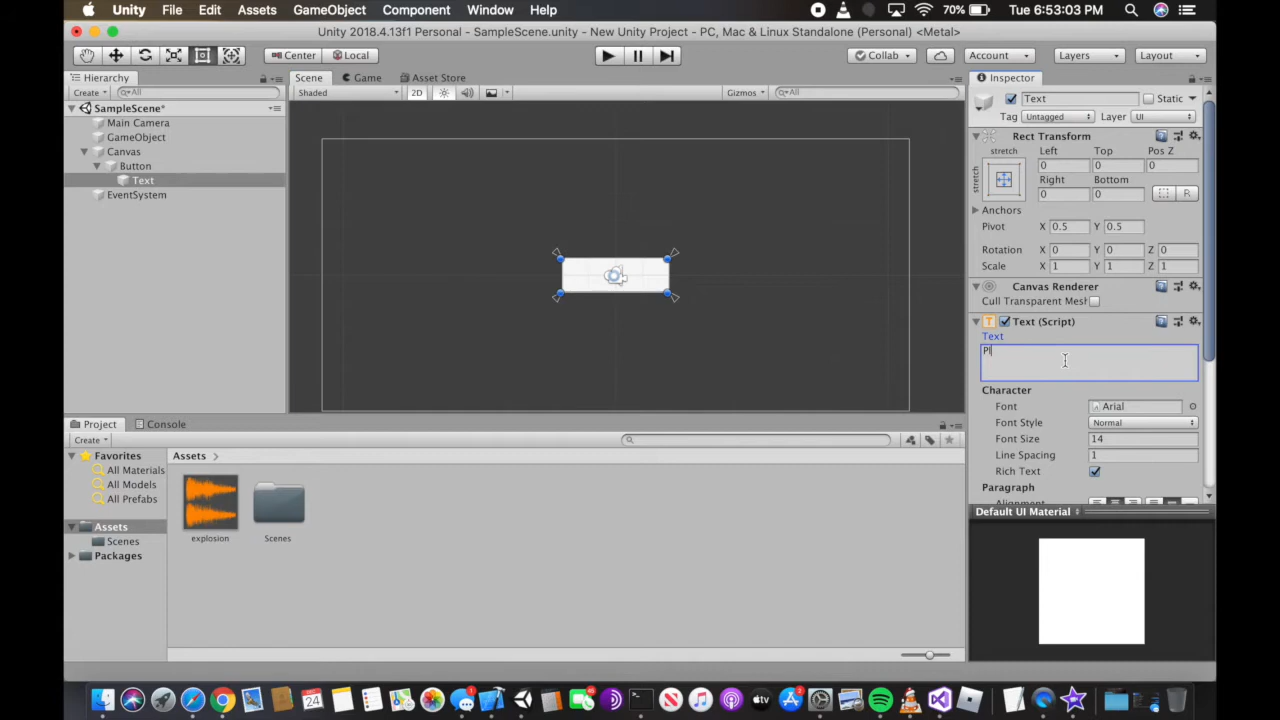 Unity File Edit Assets GameObject Component Window Help 70% Tue 6:53:03 PM
Unity 2018.4.13f1 Personal - SampleScene.unity - New Unity Project - PC, Mac & Linux Standalone (Personal) <Metal>
Center Local Collab Account Layers Layout
Hierarchy Scene Game Asset Store Inspector
Create All Shaded 2D Gizmos All
SampleScene*
Main Camera
GameObject
Canvas
Button
Text
EventSystem
Text Static
Tag Untagged Layer UI
Rect Transform
stretch Left Top Pos Z
stretch 0 0 0
Right Bottom
0 0 R
Anchors
Pivot X 0.5 Y 0.5
Rotation X 0 Y 0 Z 0
Scale X 1 Y 1 Z 1
Canvas Renderer
Cull Transparent Mesh
Text (Script)
Text
Pl
Character
Font Arial
Font Style Normal
Font Size 14
Line Spacing 1
Rich Text
Paragraph
Alignment
Default UI Material
Project Console
Create
Favorites
All Materials
All Models
All Prefabs
Assets
Scenes
Packages
Assets
explosion Scenes